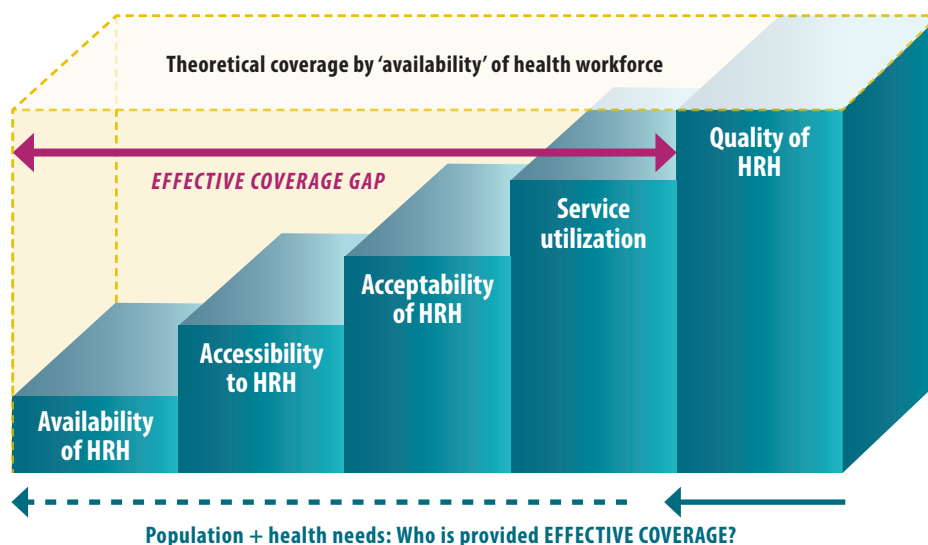 Theoretical coverage by ‘availability’ of health workforce
EFFECTIVE COVERAGE GAP
Quality of
HRH
Service
utilization
Acceptability
of HRH
Accessibility
to HRH
Availability
of HRH
Population + health needs: Who is provided EFFECTIVE COVERAGE?